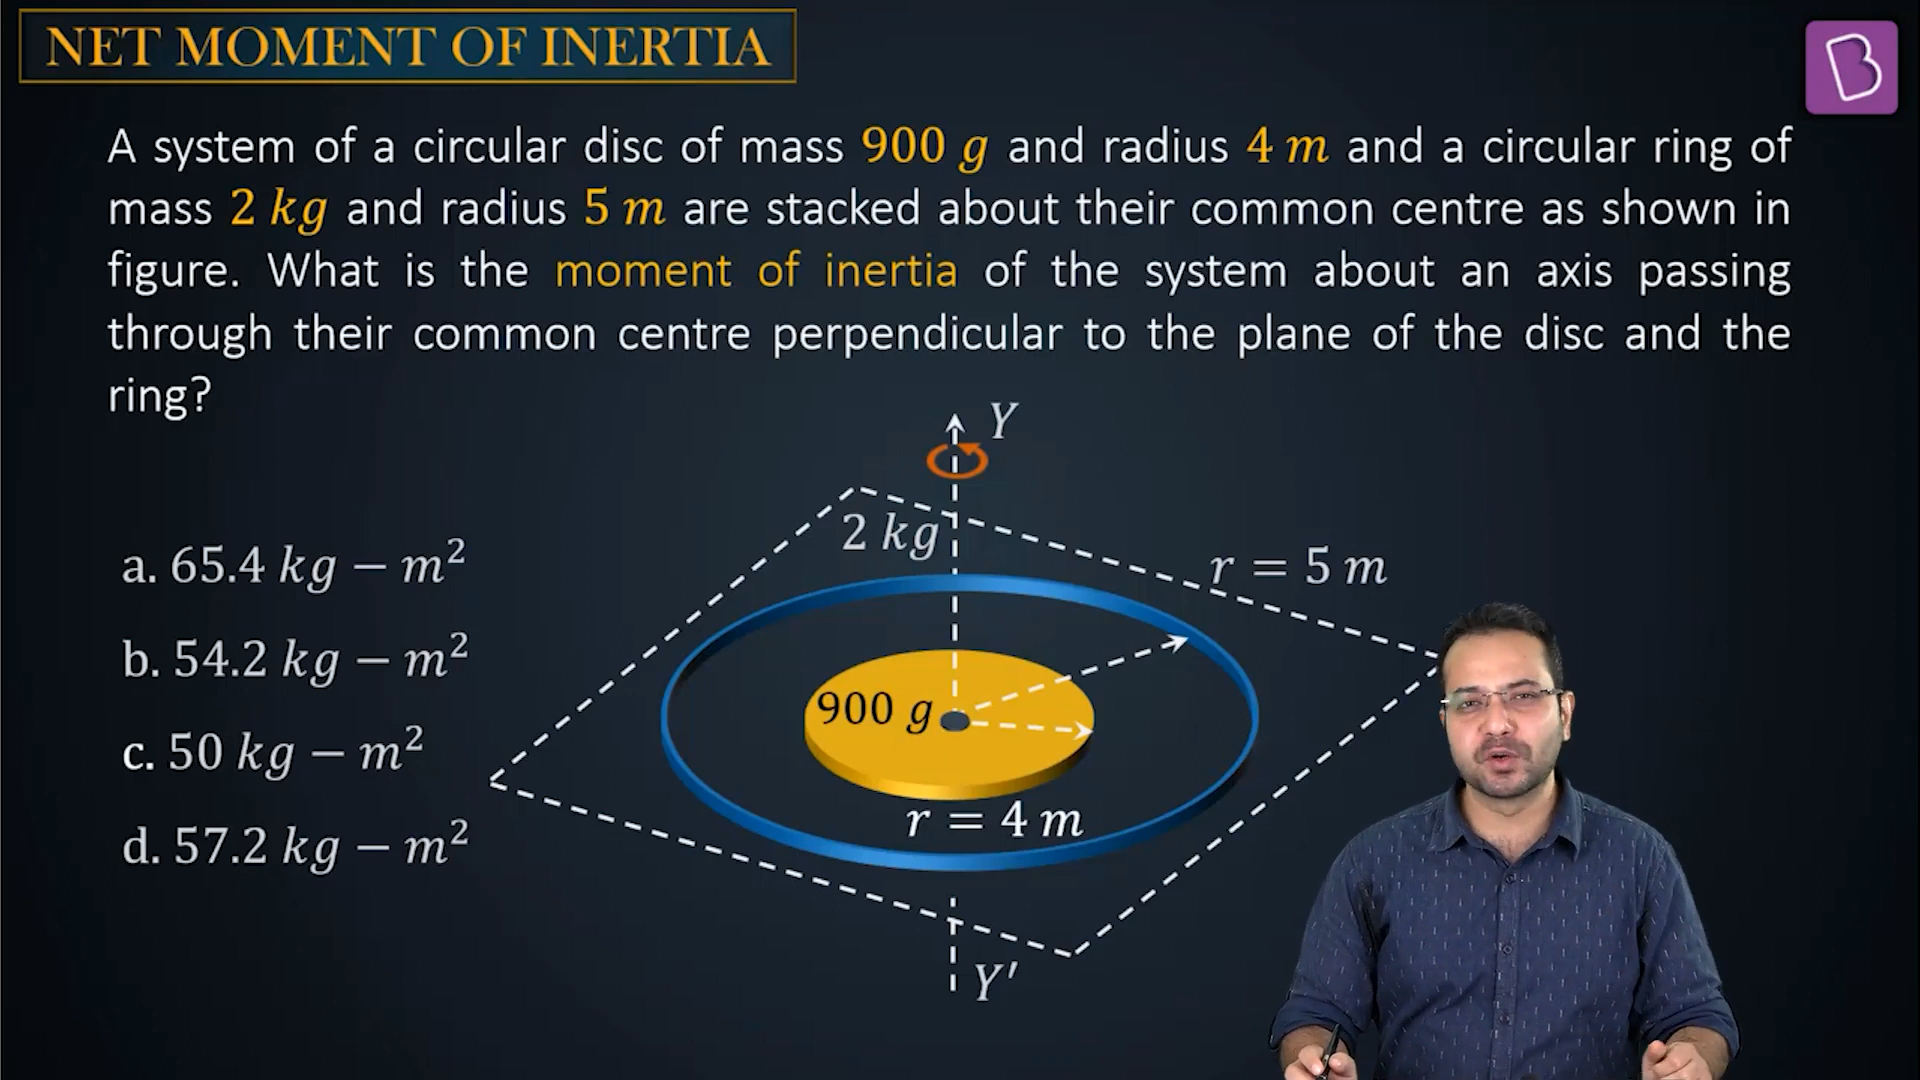 NET MOMENT OF INERTIA
B
A system of a circular disc of mass 900 g and radius 4 m and a circular ring of
mass 2 kg and radius 5 m are stacked about their common centre as shown in
figure. What is the moment of inertia of the system about an axis passing
through their common centre perpendicular to the plane of the disc and the
ring?
Y
2 kg
r = 5 m
a. 65.4 kg − m²
b. 54.2 kg − m²
900 g
c. 50 kg − m²
r = 4 m
d. 57.2 kg − m²
Y′